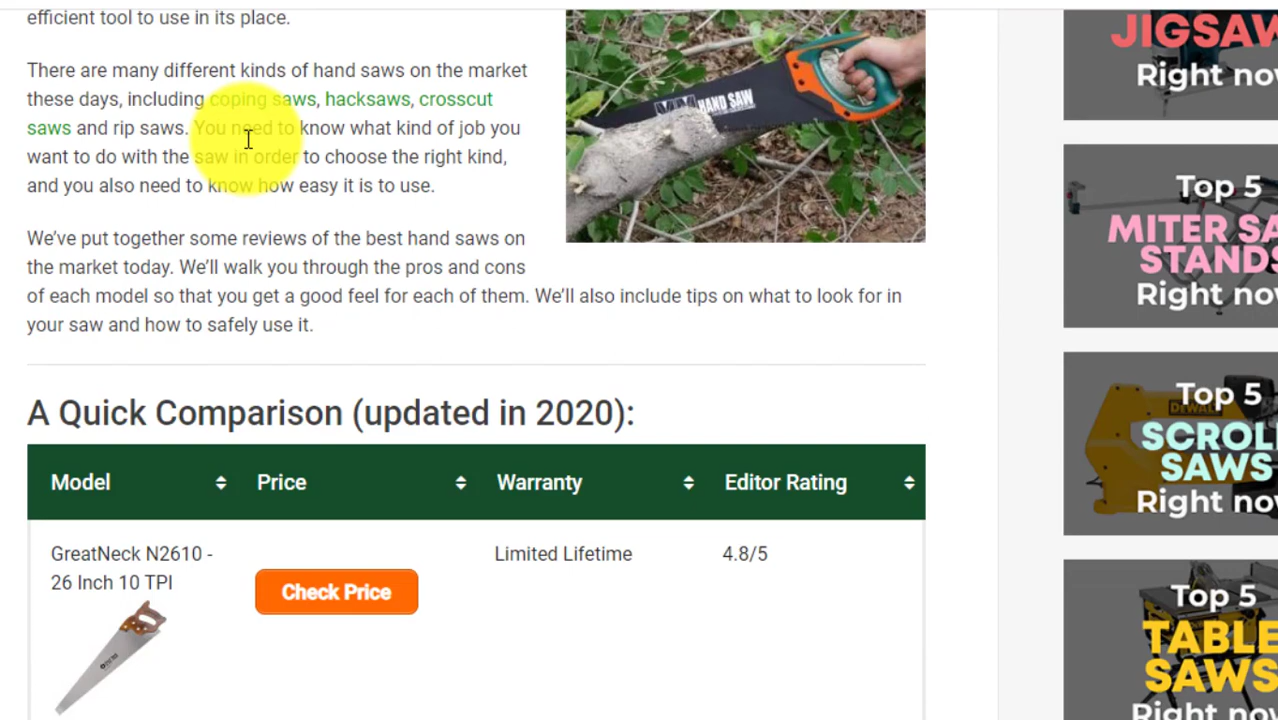 efficient tool to use in its place.
There are many different kinds of hand saws on the market
these days, including coping saws, hacksaws, crosscut
saws and rip saws. You need to know what kind of job you
want to do with the saw in order to choose the right kind,
and you also need to know how easy it is to use.
We’ve put together some reviews of the best hand saws on
the market today. We’ll walk you through the pros and cons
of each model so that you get a good feel for each of them. We’ll also include tips on what to look for in
your saw and how to safely use it.
HAND SAW
A Quick Comparison (updated in 2020):
Model Price Warranty Editor Rating
GreatNeck N2610 -
26 Inch 10 TPI
Check Price
Limited Lifetime
4.8/5
JIGSAW
Right now
Top 5
MITER SA
STANDS
Right now
Top 5
DEWALT
SCROLL
SAWS
Right now
Top 5
TABLE
SAWS
Right now